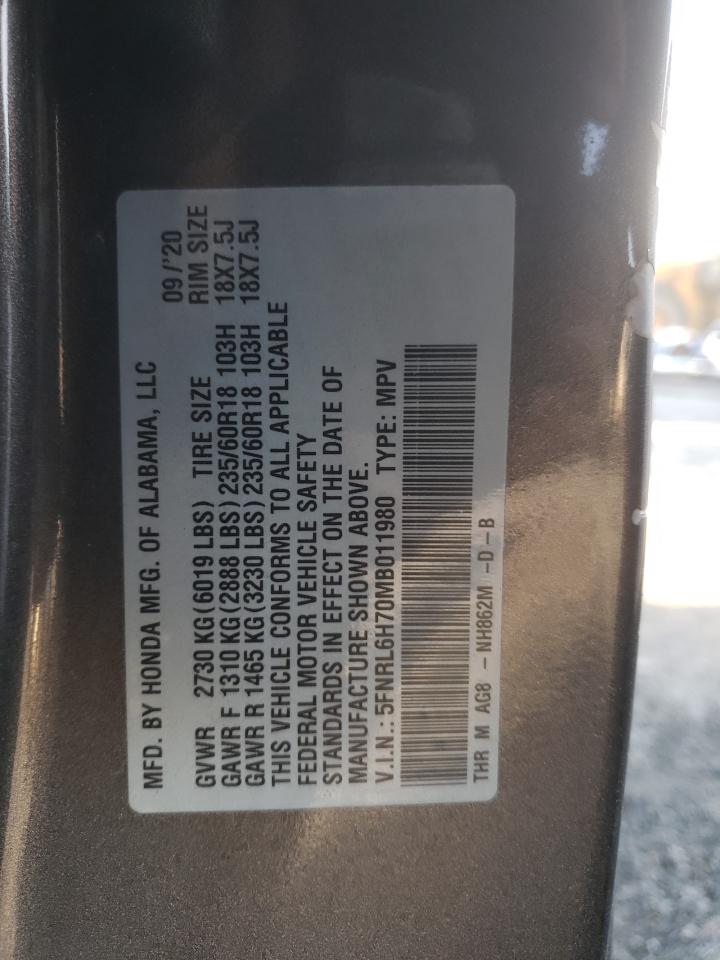 MFD. BY HONDA MFG. OF ALABAMA, LLC 09/'20
GVWR 2730 KG(6019 LBS) TIRE SIZE RIM SIZE
GAWR F 1310 KG(2888 LBS) 235/60R18 103H 18X7.5J
GAWR R 1465 KG(3230 LBS) 235/60R18 103H 18X7.5J
THIS VEHICLE CONFORMS TO ALL APPLICABLE
FEDERAL MOTOR VEHICLE SAFETY
STANDARDS IN EFFECT ON THE DATE OF
MANUFACTURE SHOWN ABOVE.
V.I.N.: 5FNRL6H70MB011980 TYPE: MPV
THR M AG8 -NH862M -D-B